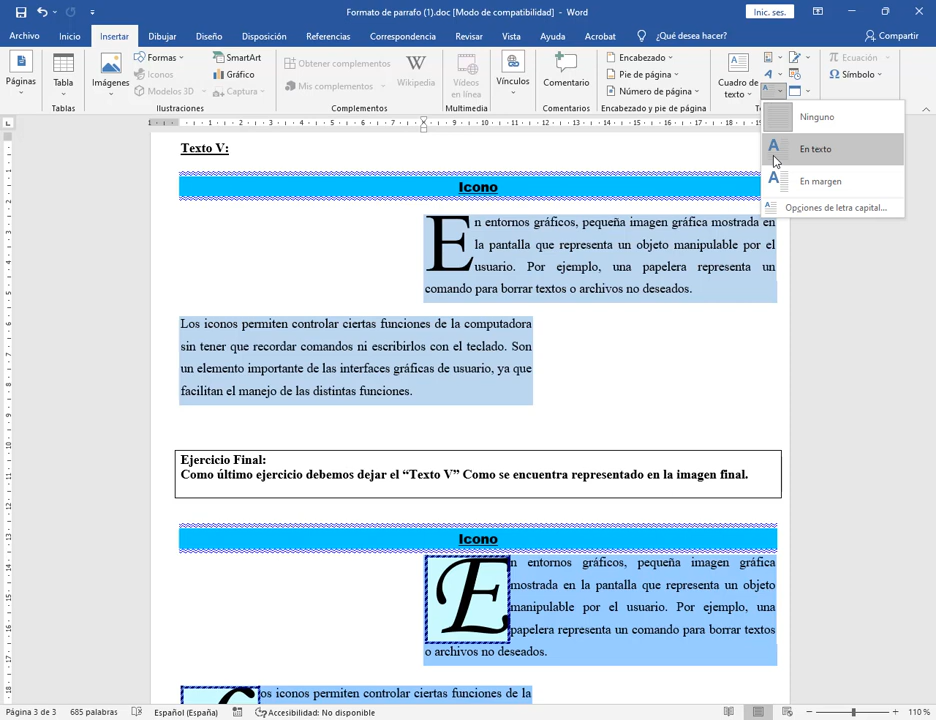 Formato de parrafo (1).doc [Modo de compatibilidad] - Word
Inic. ses.
Archivo Inicio Insertar Dibujar Diseño Disposición Referencias Correspondencia Revisar Vista Ayuda Acrobat ¿Qué desea hacer? Compartir
Páginas
Tabla
Imágenes
Formas
Iconos
Modelos 3D
SmartArt
Gráfico
Captura
Obtener complementos
Mis complementos
Wikipedia
Vídeos en línea
Vínculos
Comentario
Encabezado
Pie de página
Número de página
Cuadro de texto
Ecuación
Símbolo
Tablas Ilustraciones Complementos Multimedia Comentarios Encabezado y pie de página
Ninguno
En texto
En margen
Opciones de letra capital...
Texto V:
Icono
En entornos gráficos, pequeña imagen gráfica mostrada en
la pantalla que representa un objeto manipulable por el
usuario. Por ejemplo, una papelera representa un
comando para borrar textos o archivos no deseados.
Los iconos permiten controlar ciertas funciones de la computadora
sin tener que recordar comandos ni escribirlos con el teclado. Son
un elemento importante de las interfaces gráficas de usuario, ya que
facilitan el manejo de las distintas funciones.
Ejercicio Final:
Como último ejercicio debemos dejar el “Texto V” Como se encuentra representado en la imagen final.
Icono
En entornos gráficos, pequeña imagen gráfica
mostrada en la pantalla que representa un objeto
manipulable por el usuario. Por ejemplo, una
papelera representa un comando para borrar textos
o archivos no deseados.
os iconos permiten controlar ciertas funciones de la
Página 3 de 3 685 palabras Español (España) Accesibilidad: No disponible 110 %